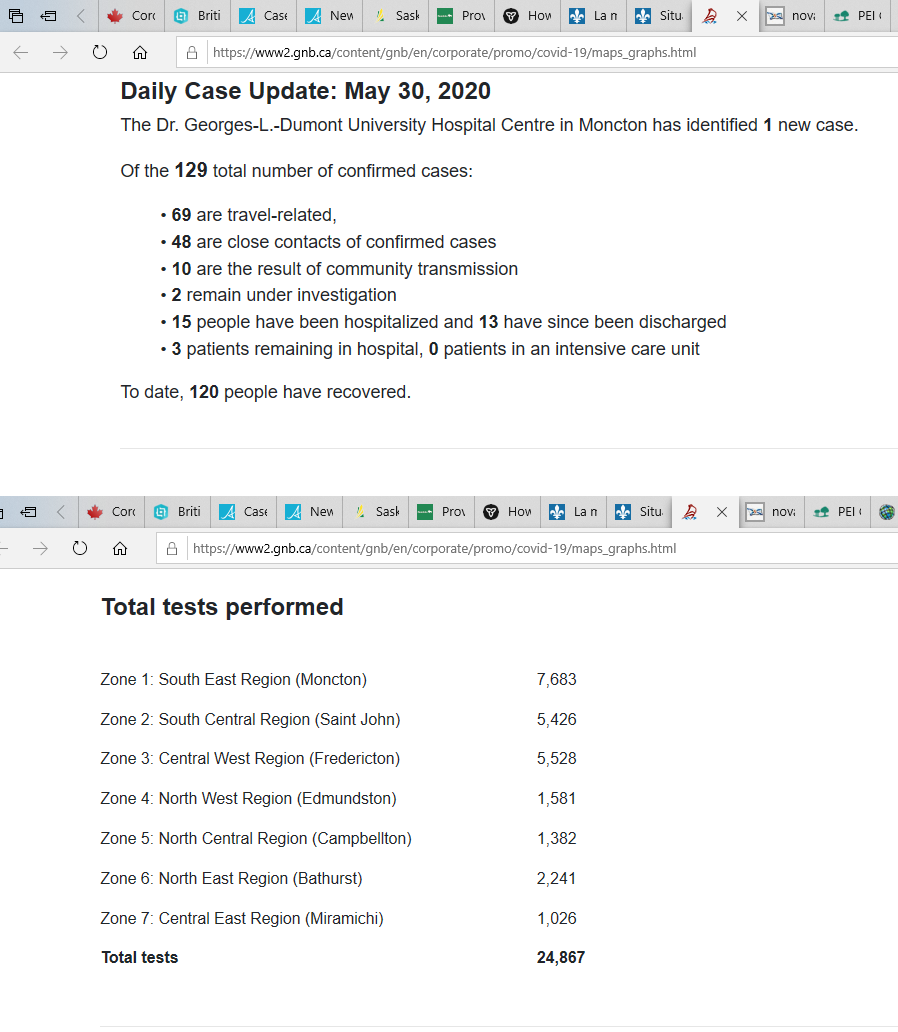 Corc
Briti
Case
New
Sask
Prov
How
La m
Situ
nova
PEI
https://www2.gnb.ca/content/gnb/en/corporate/promo/covid-19/maps_graphs.html
Daily Case Update: May 30, 2020
The Dr. Georges-L.-Dumont University Hospital Centre in Moncton has identified 1 new case.
Of the 129 total number of confirmed cases:
• 69 are travel-related,
• 48 are close contacts of confirmed cases
• 10 are the result of community transmission
• 2 remain under investigation
• 15 people have been hospitalized and 13 have since been discharged
• 3 patients remaining in hospital, 0 patients in an intensive care unit
To date, 120 people have recovered.
Corc
Briti
Case
New
Sask
Prov
How
La m
Situ
nova
PEI
https://www2.gnb.ca/content/gnb/en/corporate/promo/covid-19/maps_graphs.html
Total tests performed
Zone 1: South East Region (Moncton) 7,683
Zone 2: South Central Region (Saint John) 5,426
Zone 3: Central West Region (Fredericton) 5,528
Zone 4: North West Region (Edmundston) 1,581
Zone 5: North Central Region (Campbellton) 1,382
Zone 6: North East Region (Bathurst) 2,241
Zone 7: Central East Region (Miramichi) 1,026
Total tests 24,867